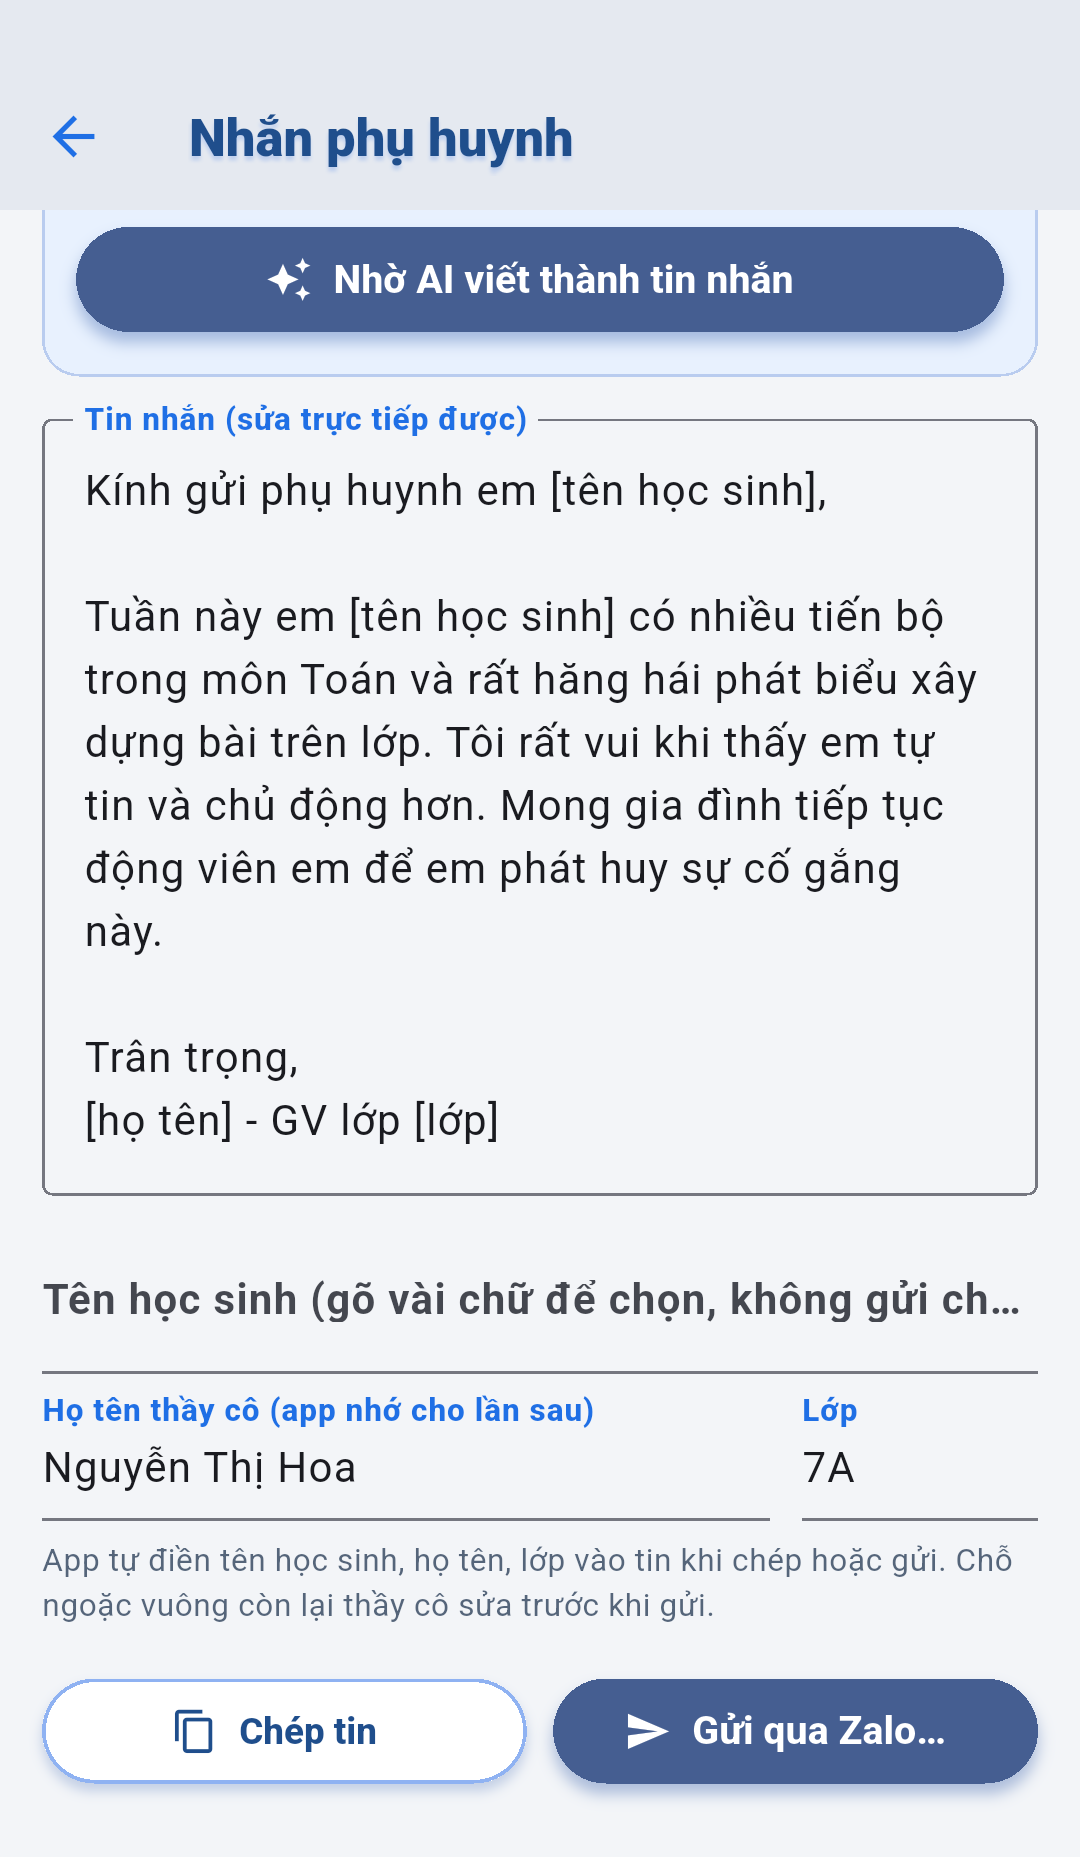 Nhắn phụ huynh
Nhờ AI viết thành tin nhắn
Tin nhắn (sửa trực tiếp được)
Kính gửi phụ huynh em [tên học sinh],
Tuần này em [tên học sinh] có nhiều tiến bộ
trong môn Toán và rất hăng hái phát biểu xây
dựng bài trên lớp. Tôi rất vui khi thấy em tự
tin và chủ động hơn. Mong gia đình tiếp tục
động viên em để em phát huy sự cố gắng
này.
Trân trọng,
[họ tên] - GV lớp [lớp]
Tên học sinh (gõ vài chữ để chọn, không gửi ch...
Họ tên thầy cô (app nhớ cho lần sau)
Lớp
Nguyễn Thị Hoa
7A
App tự điền tên học sinh, họ tên, lớp vào tin khi chép hoặc gửi. Chỗ
ngoặc vuông còn lại thầy cô sửa trước khi gửi.
Chép tin
Gửi qua Zalo...